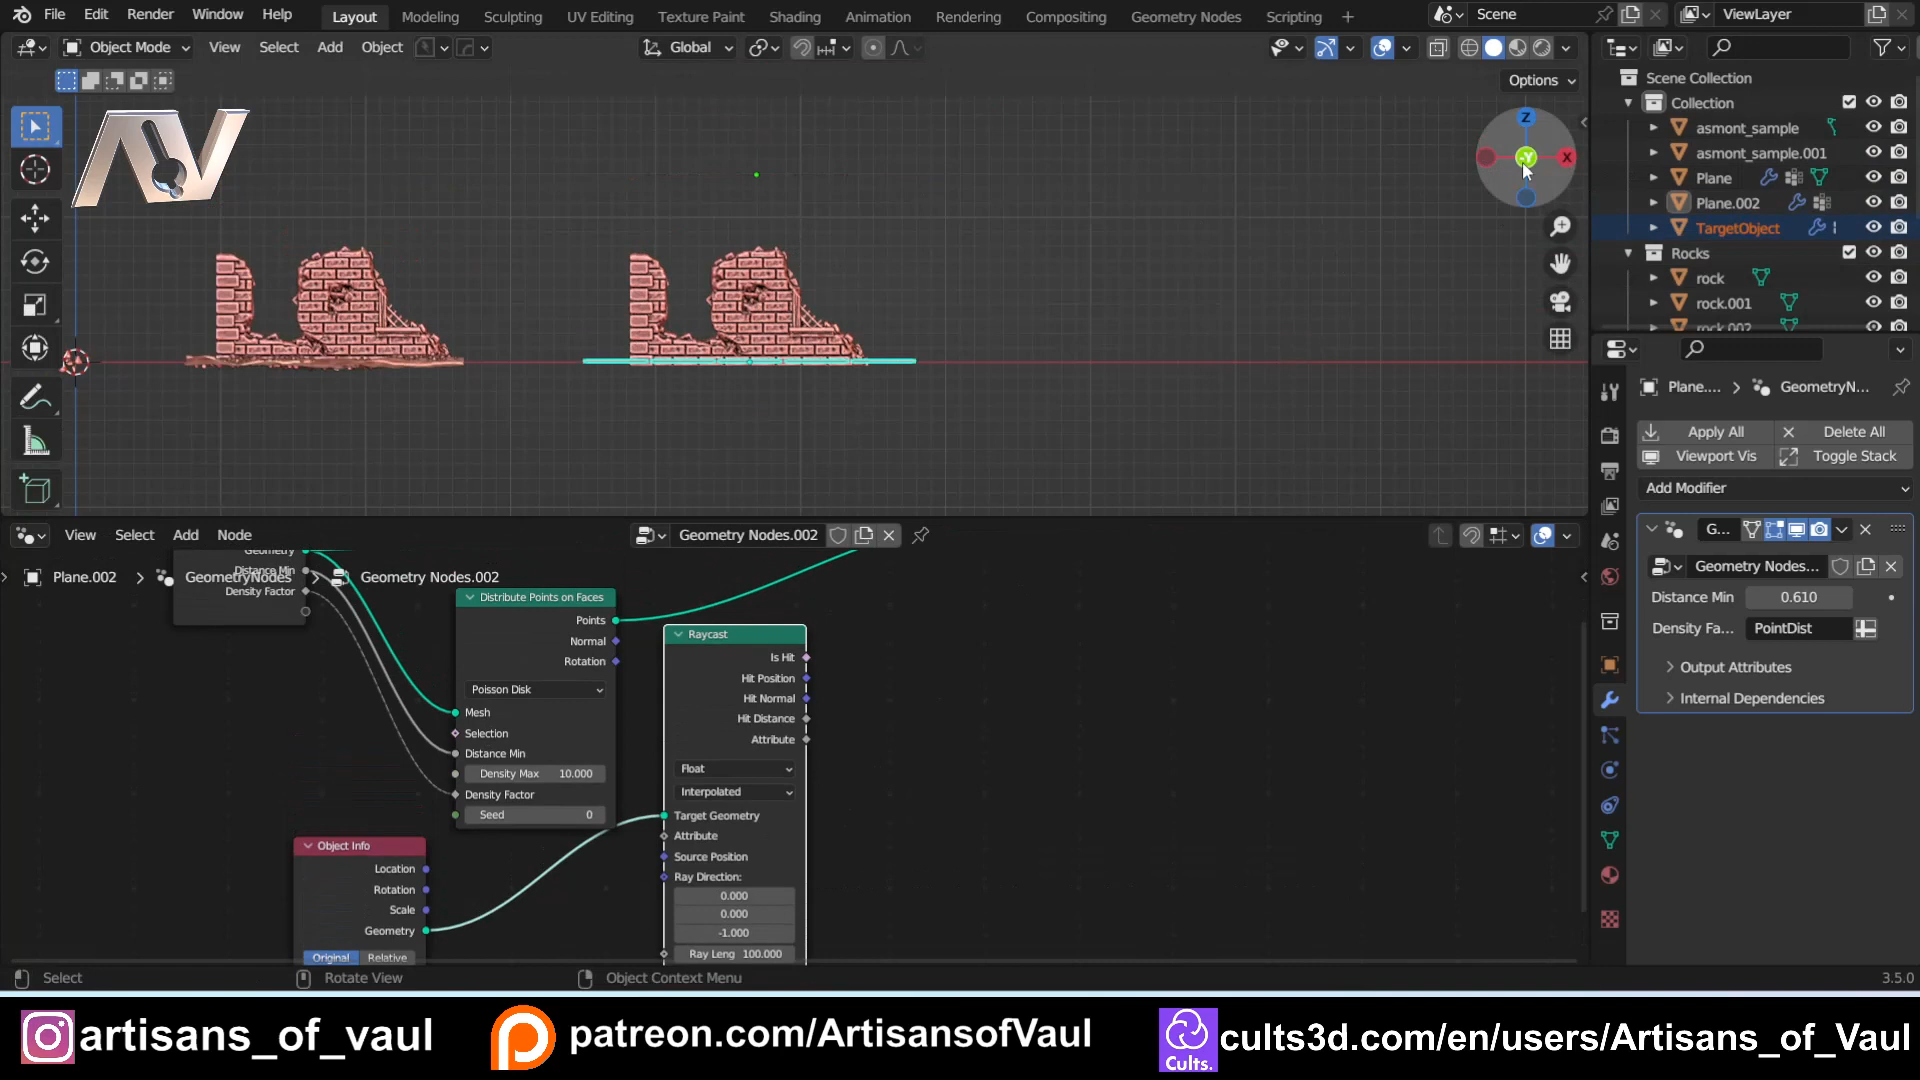 File Edit Render Window Help Layout Modeling Sculpting UV Editing Texture Paint Shading Animation Rendering Compositing Geometry Nodes Scripting + Scene ViewLayer
Object Mode View Select Add Object Global
Options
Z
-Y
X
Scene Collection
Collection
asmont_sample
asmont_sample.001
Plane
Plane.002
TargetObject
Rocks
rock
rock.001
rock.002
Plane.... > GeometryN...
Apply All Delete All
Viewport Vis Toggle Stack
Add Modifier
G...
Geometry Nodes...
Distance Min 0.610
Density Fa... PointDist
Output Attributes
Internal Dependencies
View Select Add Node Geometry Nodes.002
Plane.002 > GeometryNodes > Geometry Nodes.002
Geometry
Distance Min
Density Factor
Distribute Points on Faces
Points
Normal
Rotation
Poisson Disk
Mesh
Selection
Distance Min
Density Max 10.000
Density Factor
Seed 0
Raycast
Is Hit
Hit Position
Hit Normal
Hit Distance
Attribute
Float
Interpolated
Target Geometry
Attribute
Source Position
Ray Direction:
0.000
0.000
-1.000
Ray Leng 100.000
Object Info
Location
Rotation
Scale
Geometry
Original Relative
Select Rotate View Object Context Menu 3.5.0
artisans_of_vaul patreon.com/ArtisansofVaul cults3d.com/en/users/Artisans_of_Vaul
Cults.